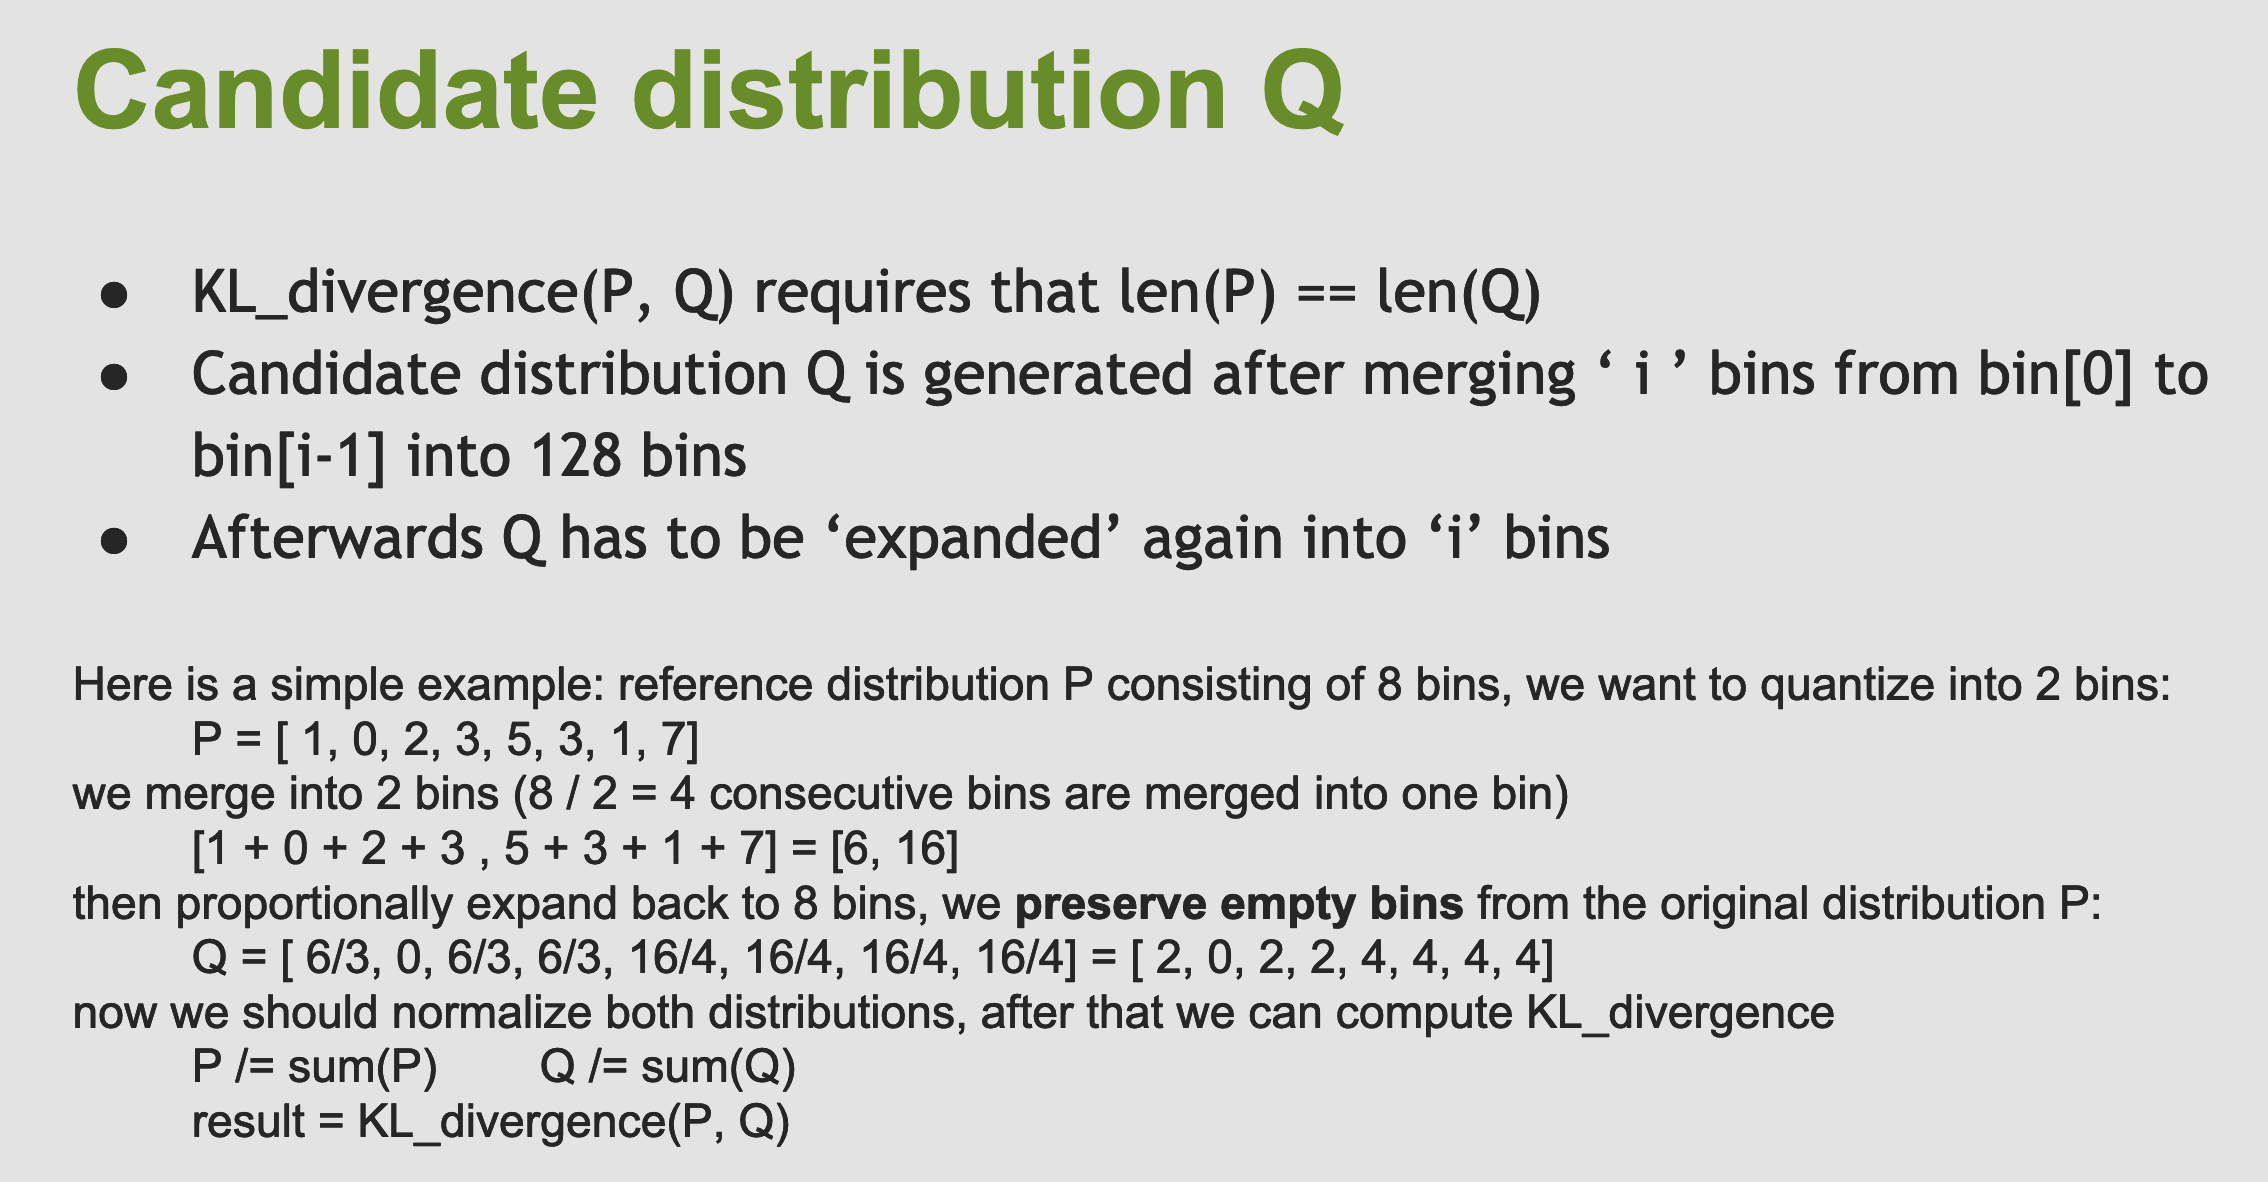 Candidate distribution Q
● KL_divergence(P, Q) requires that len(P) == len(Q)
● Candidate distribution Q is generated after merging ‘ i ’ bins from bin[0] to
bin[i-1] into 128 bins
● Afterwards Q has to be ‘expanded’ again into ‘i’ bins
Here is a simple example: reference distribution P consisting of 8 bins, we want to quantize into 2 bins:
P = [ 1, 0, 2, 3, 5, 3, 1, 7]
we merge into 2 bins (8 / 2 = 4 consecutive bins are merged into one bin)
[1 + 0 + 2 + 3 , 5 + 3 + 1 + 7] = [6, 16]
then proportionally expand back to 8 bins, we preserve empty bins from the original distribution P:
Q = [ 6/3, 0, 6/3, 6/3, 16/4, 16/4, 16/4, 16/4] = [ 2, 0, 2, 2, 4, 4, 4, 4]
now we should normalize both distributions, after that we can compute KL_divergence
P /= sum(P) Q /= sum(Q)
result = KL_divergence(P, Q)